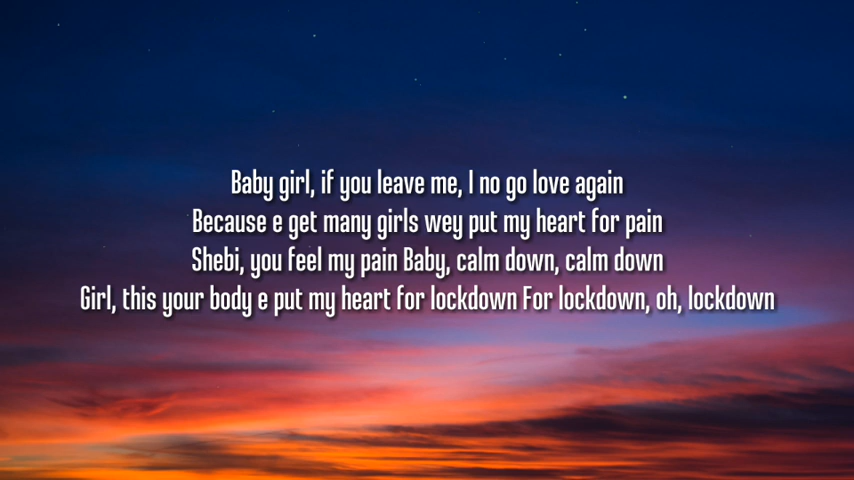 Baby girl, if you leave me, I no go love again
Because e get many girls wey put my heart for pain
Shebi, you feel my pain Baby, calm down, calm down
Girl, this your body e put my heart for lockdown For lockdown, oh, lockdown